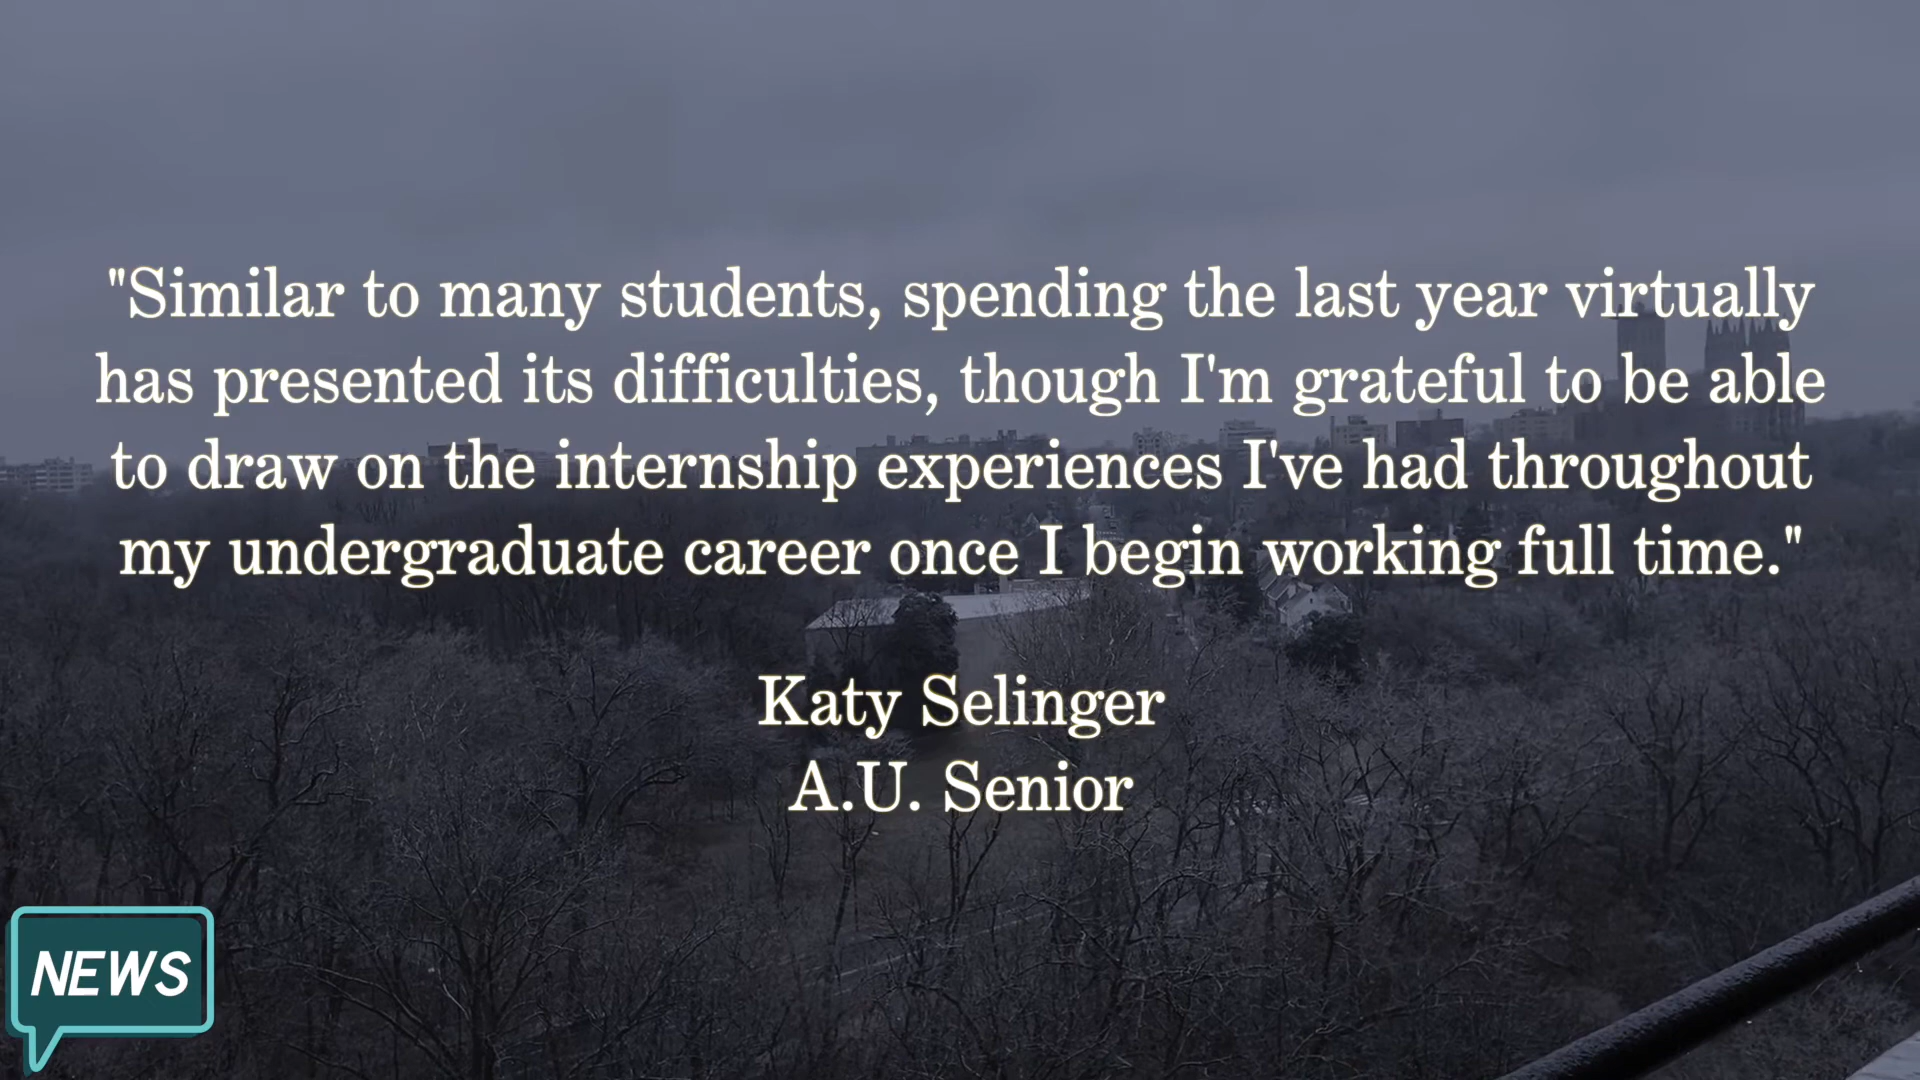 "Similar to many students, spending the last year virtually
has presented its difficulties, though I'm grateful to be able
to draw on the internship experiences I've had throughout
my undergraduate career once I begin working full time."
Katy Selinger
A.U. Senior
NEWS